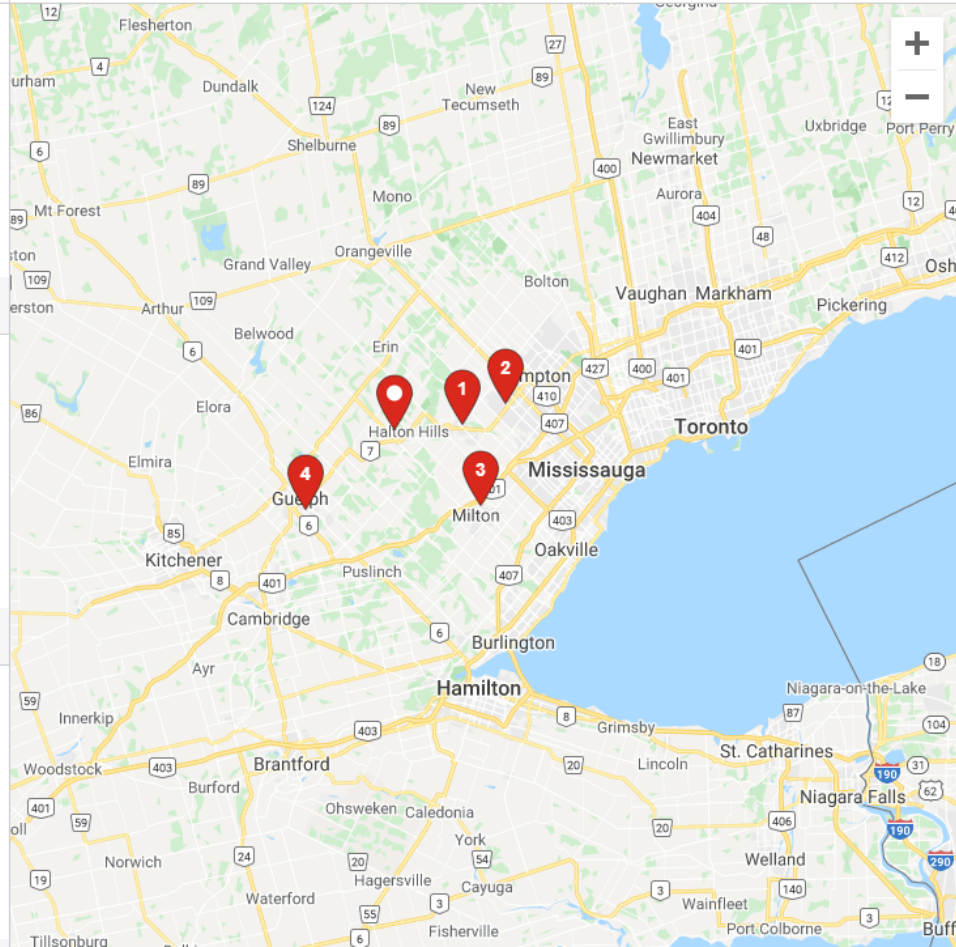 Georgina
12
Flesherton
27
4
89
urham
Dundalk
New
Tecumseth
12
124
89
East
Gwillimbury
Uxbridge
Port Perry
Shelburne
6
Newmarket
400
89
Mono
Aurora
12
Mt Forest
404
89
48
Orangeville
412
ston
Grand Valley
Osh
109
Bolton
Vaughan
Markham
109
erston
Arthur
Pickering
Belwood
Erin
401
6
2
427
400
401
mpton
1
410
Elora
86
407
Toronto
Halton Hills
7
Elmira
4
3
Mississauga
01
Guelph
Milton
6
403
85
Oakville
Kitchener
Puslinch
407
8
401
Cambridge
6
Burlington
18
Ayr
Hamilton
Niagara-on-the-Lake
59
87
Innerkip
8
104
403
Grimsby
St. Catharines
Woodstock
403
Brantford
20
Lincoln
190
31
Burford
62
Niagara Falls
401
Ohsweken
Caledonia
59
oll
20
406
190
York
24
54
Norwich
20
Welland
290
19
Hagersville
Cayuga
140
3
Waterford
3
Wainfleet
55
3
Fisherville
Port Colborne
Buff
6
Tillsonburg